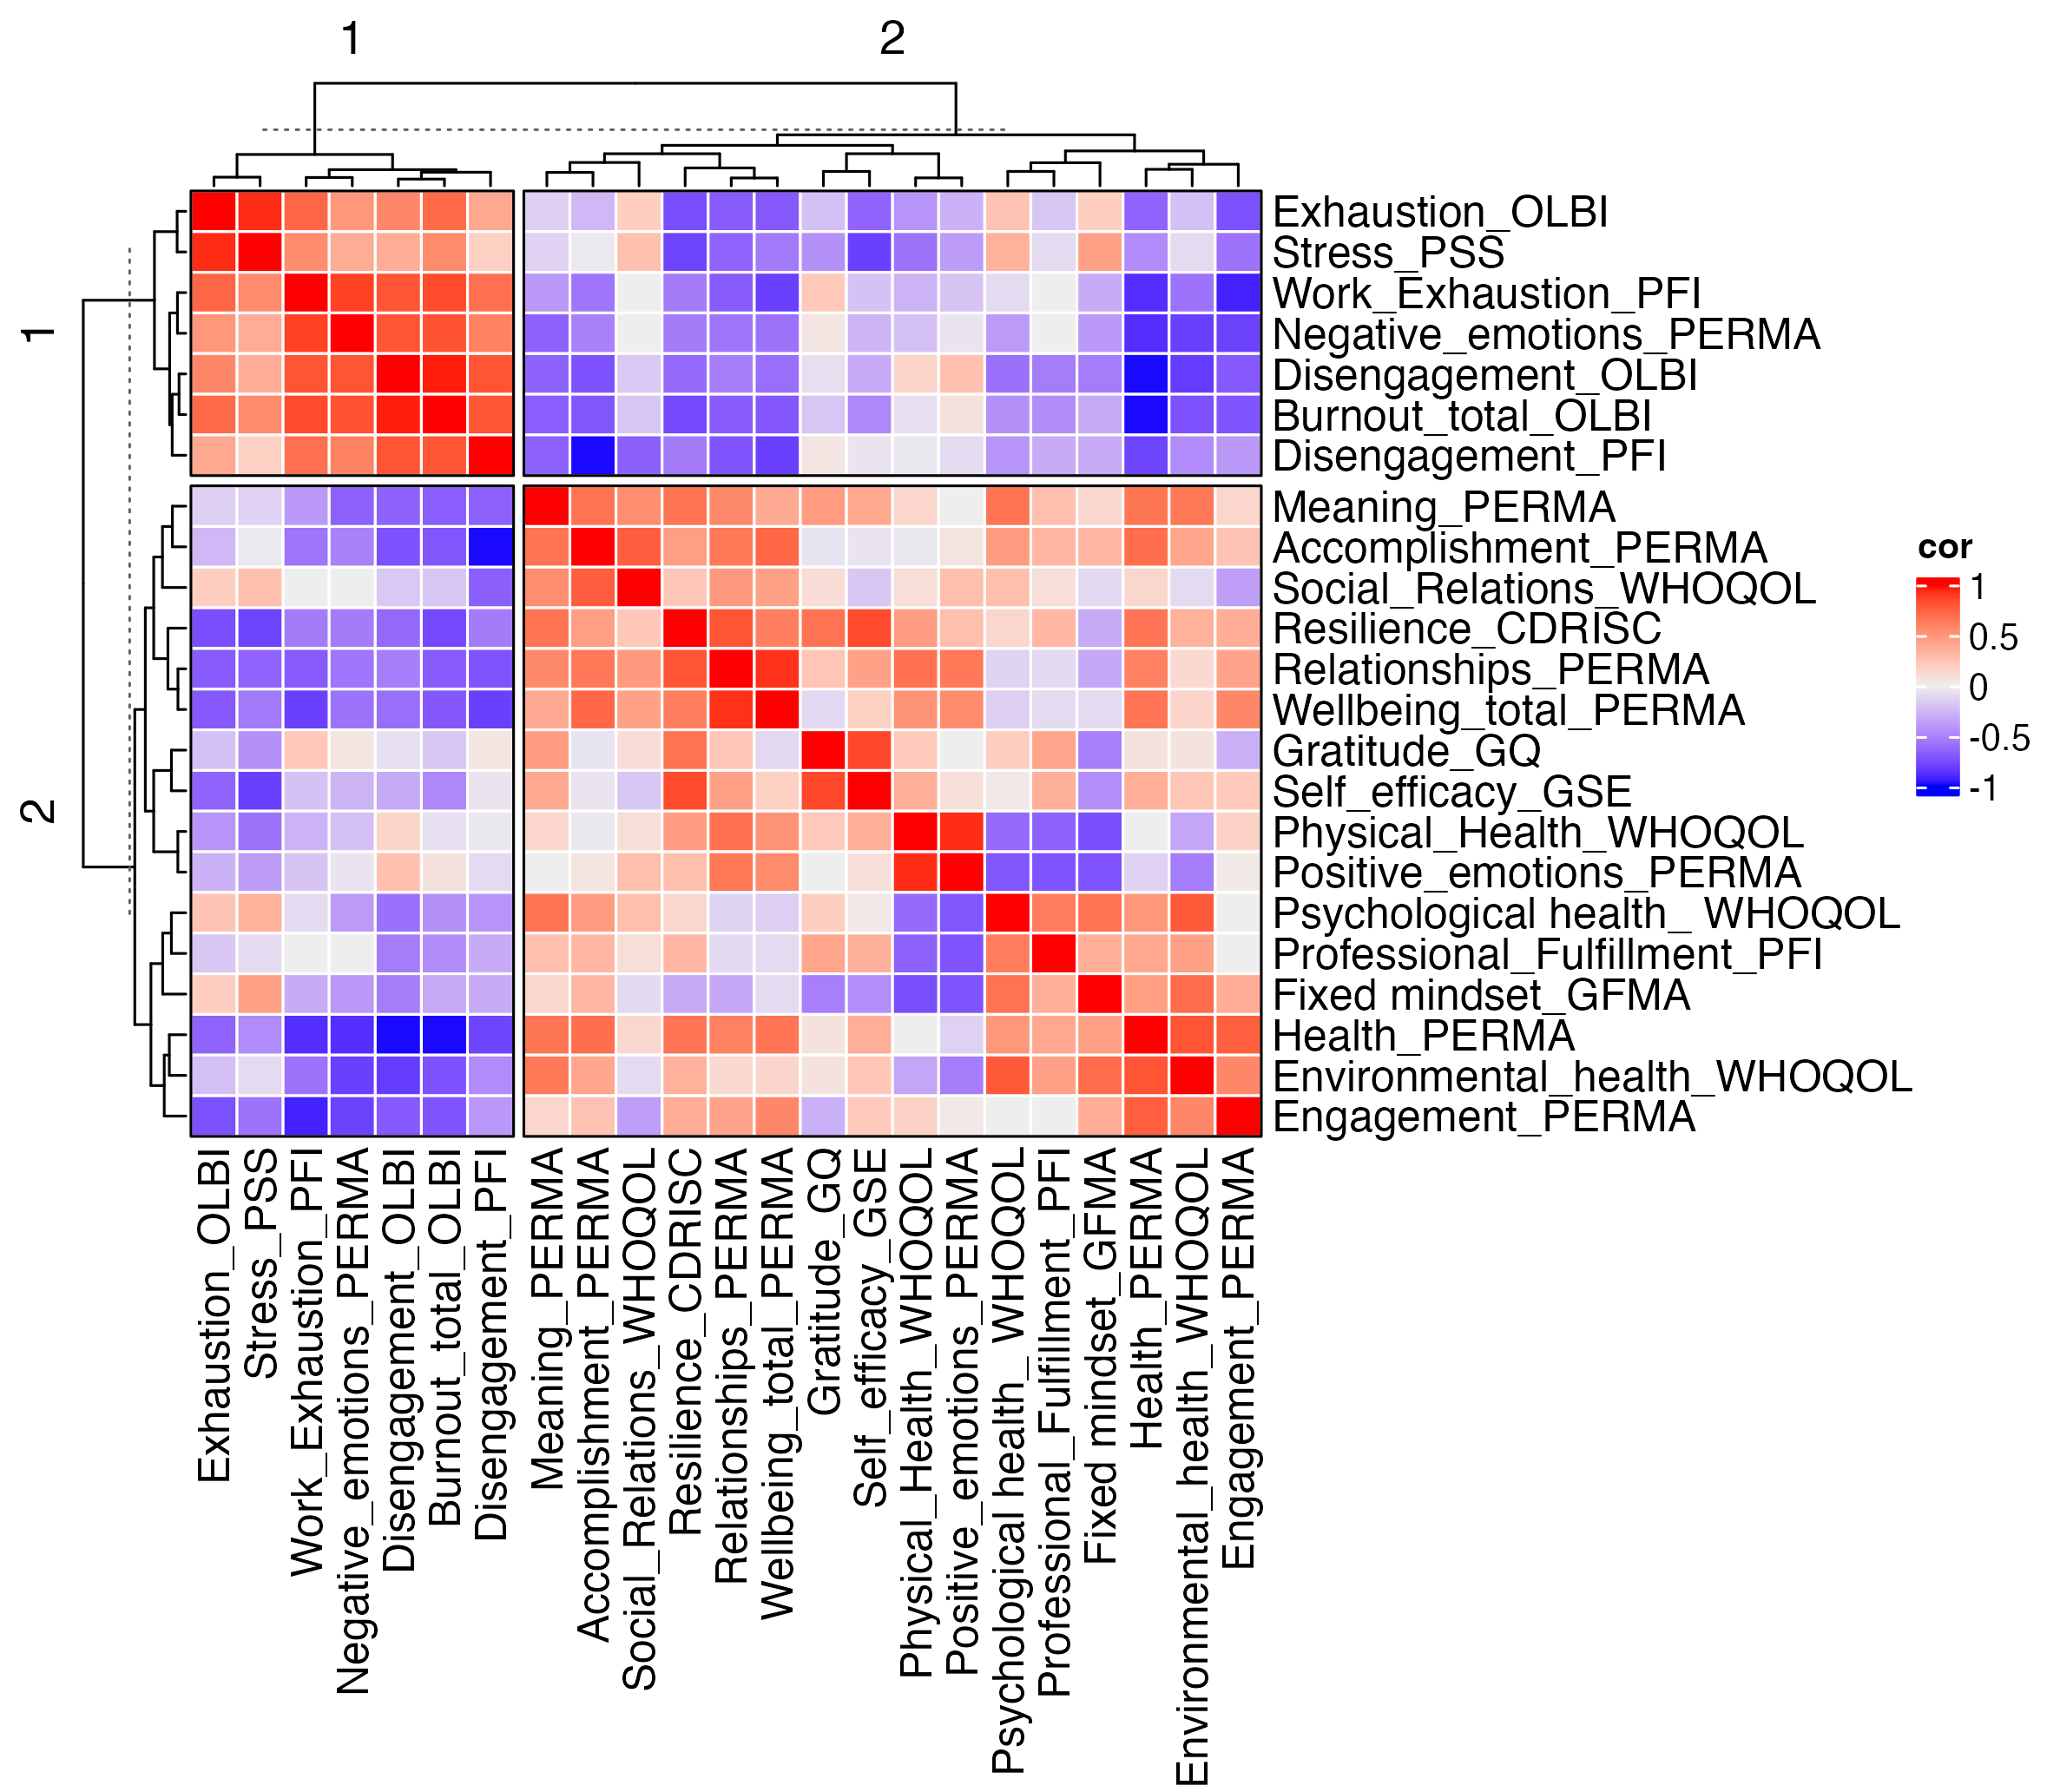 1
2
1
2
Exhaustion_OLBI
Stress_PSS
Work_Exhaustion_PFI
Negative_emotions_PERMA
Disengagement_OLBI
Burnout_total_OLBI
Disengagement_PFI
Meaning_PERMA
Accomplishment_PERMA
Social_Relations_WHOQOL
Resilience_CDRISC
Relationships_PERMA
Wellbeing_total_PERMA
Gratitude_GQ
Self_efficacy_GSE
Physical_Health_WHOQOL
Positive_emotions_PERMA
Psychological health_ WHOQOL
Professional_Fulfillment_PFI
Fixed mindset_GFMA
Health_PERMA
Environmental_health_WHOQOL
Engagement_PERMA
cor
1
0.5
0
-0.5
-1
Exhaustion_OLBI
Stress_PSS
Work_Exhaustion_PFI
Negative_emotions_PERMA
Disengagement_OLBI
Burnout_total_OLBI
Disengagement_PFI
Meaning_PERMA
Accomplishment_PERMA
Social_Relations_WHOQOL
Resilience_CDRISC
Relationships_PERMA
Wellbeing_total_PERMA
Gratitude_GQ
Self_efficacy_GSE
Physical_Health_WHOQOL
Positive_emotions_PERMA
Psychological health_ WHOQOL
Professional_Fulfillment_PFI
Fixed mindset_GFMA
Health_PERMA
Environmental_health_WHOQOL
Engagement_PERMA